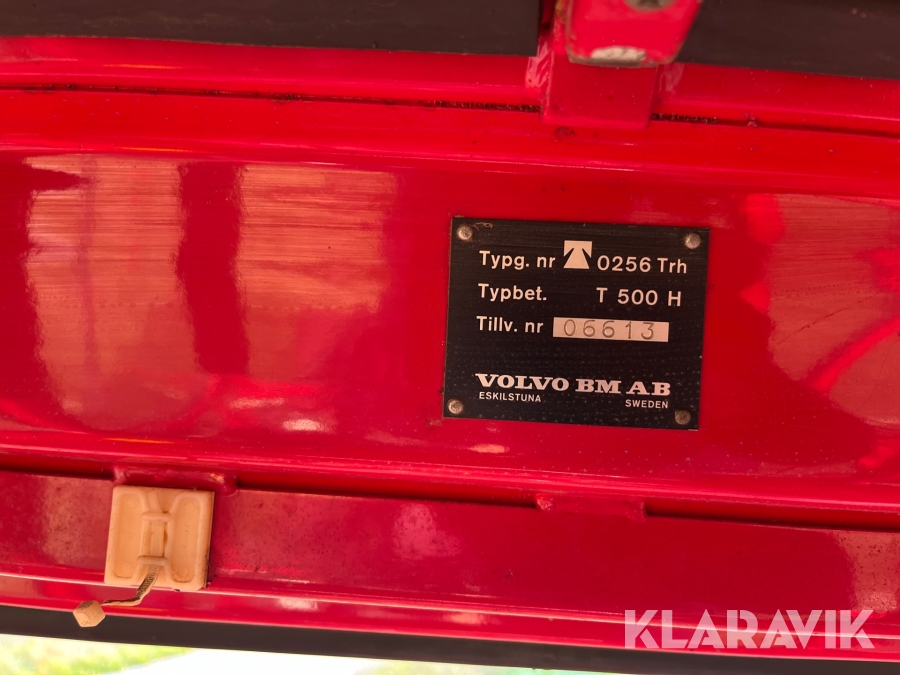 Typg. nr 0256 Trh
Typbet. T 500 H
Tillv. nr 06613
VOLVO BM AB
ESKILSTUNA SWEDEN
KLARAVIK